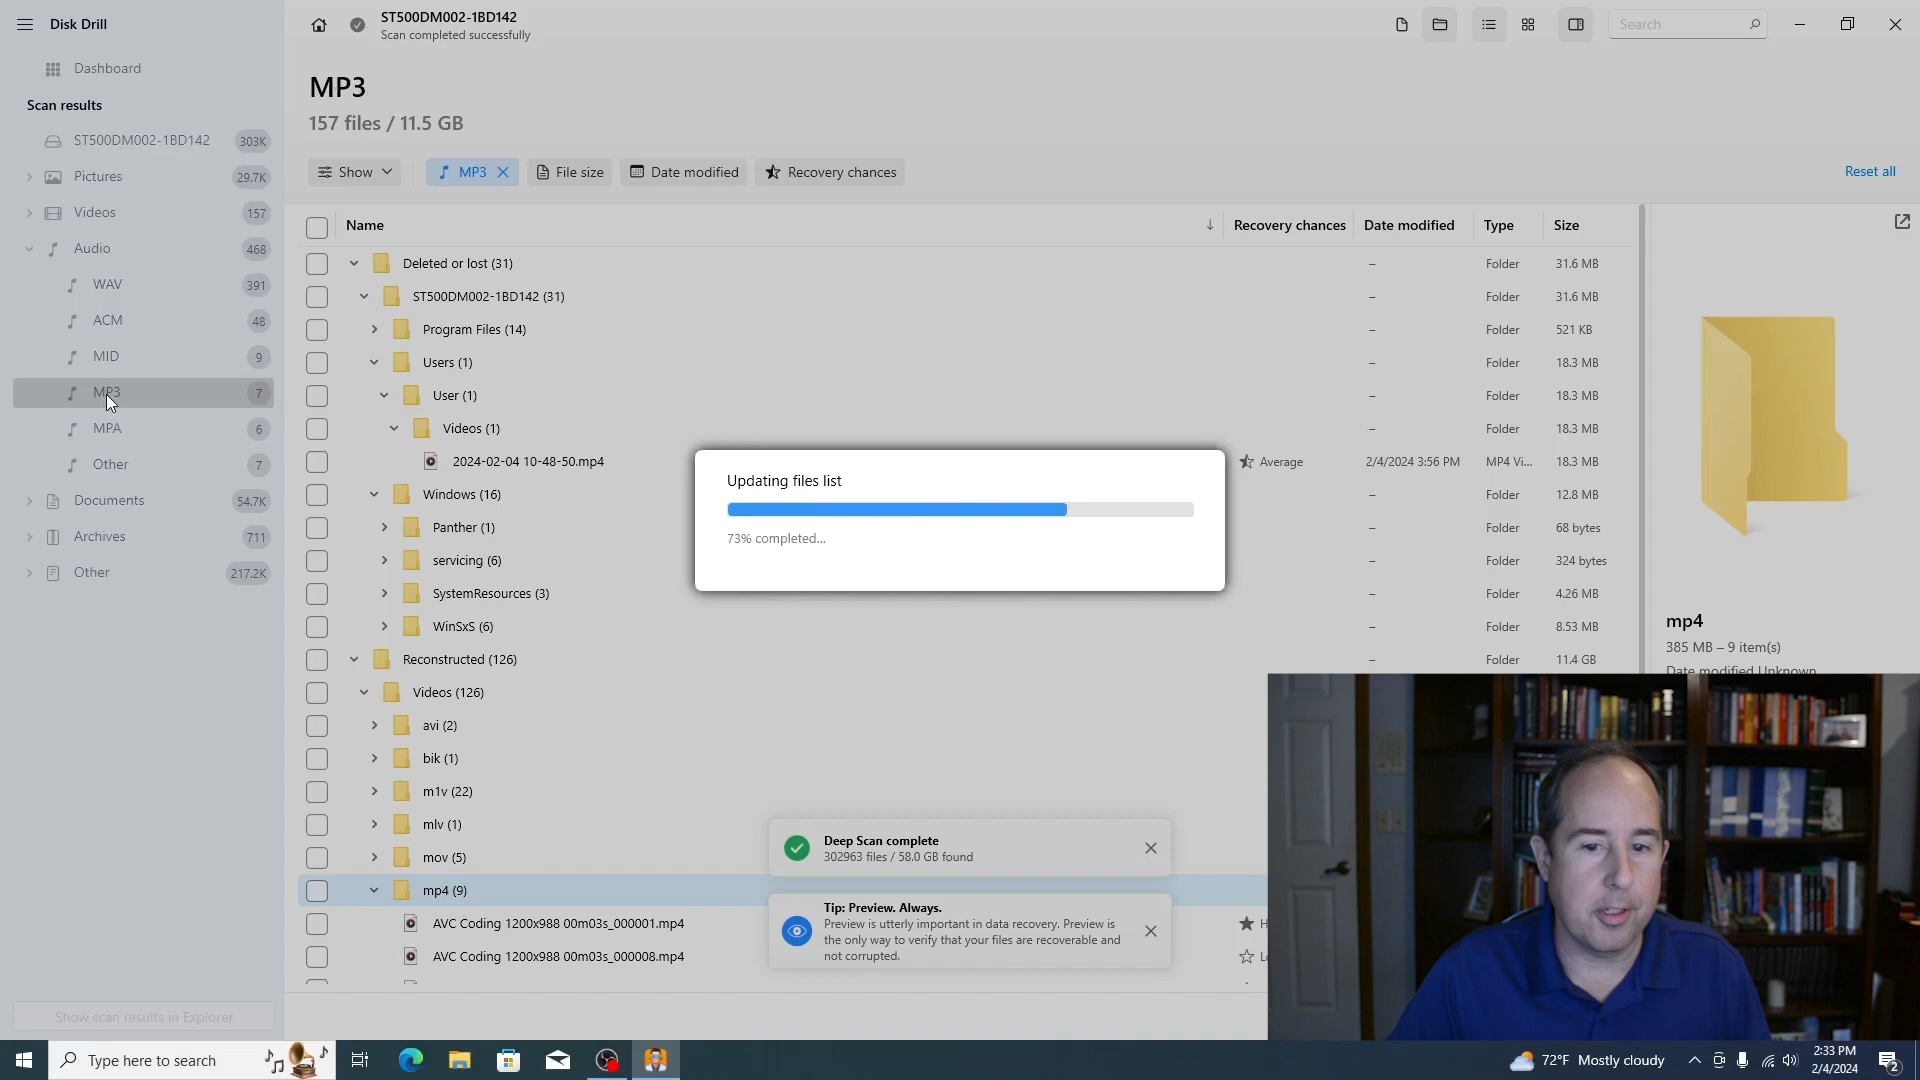 Disk Drill
ST500DM002-1BD142
Scan completed successfully
Search
Dashboard
Scan results
ST500DM002-1BD142 303K
Pictures 29.7K
Videos 157
Audio 468
WAV 391
ACM 48
MID 9
MP3 7
MPA 6
Other 7
Documents 54.7K
Archives 711
Other 217.2K
Show scan results in Explorer
MP3
157 files / 11.5 GB
Show MP3 File size Date modified Recovery chances Reset all
Name Recovery chances Date modified Type Size
Deleted or lost (31) – Folder 31.6 MB
ST500DM002-1BD142 (31) – Folder 31.6 MB
Program Files (14) – Folder 521 KB
Users (1) – Folder 18.3 MB
User (1) – Folder 18.3 MB
Videos (1) – Folder 18.3 MB
2024-02-04 10-48-50.mp4 Average 2/4/2024 3:56 PM MP4 Vi... 18.3 MB
Windows (16) – Folder 12.8 MB
Panther (1) – Folder 68 bytes
servicing (6) – Folder 324 bytes
SystemResources (3) – Folder 4.26 MB
WinSxS (6) – Folder 8.53 MB
Reconstructed (126) – Folder 11.4 GB
Videos (126)
avi (2)
bik (1)
m1v (22)
mlv (1)
mov (5)
mp4 (9)
AVC Coding 1200x988 00m03s_000001.mp4
AVC Coding 1200x988 00m03s_000008.mp4
Updating files list
73% completed...
Deep Scan complete
302963 files / 58.0 GB found
Tip: Preview. Always.
Preview is utterly important in data recovery. Preview is
the only way to verify that your files are recoverable and
not corrupted.
mp4
385 MB – 9 item(s)
Date modified Unknown
Type here to search
72°F Mostly cloudy
2:33 PM
2/4/2024
2